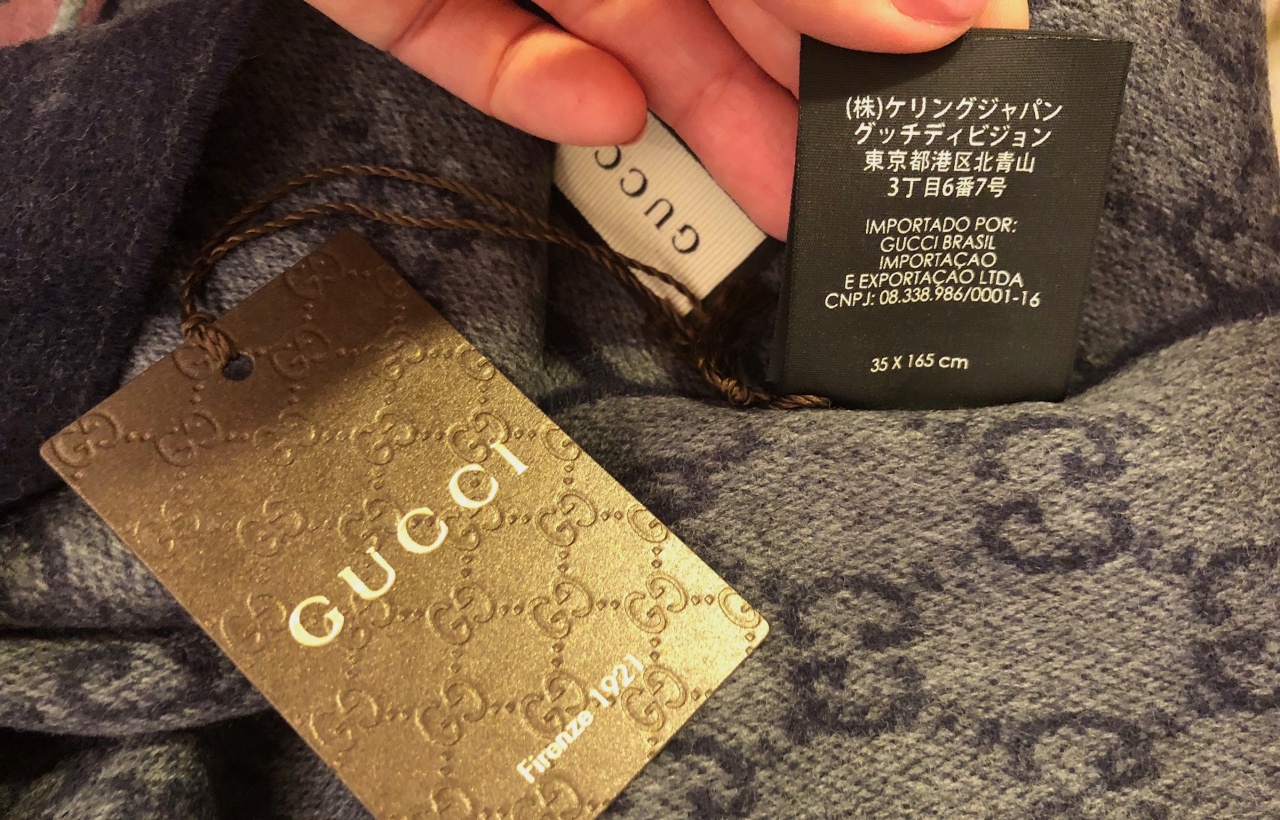 (株)ケリングジャパン
グッチディビジョン
東京都港区北青山
3丁目6番7号
IMPORTADO POR:
GUCCI BRASIL
IMPORTAÇAO
E EXPORTAÇAO LTDA
CNPJ: 08.338.986/0001-16
35 X 165 cm
GUCC
GUCCI
Firenze 1921